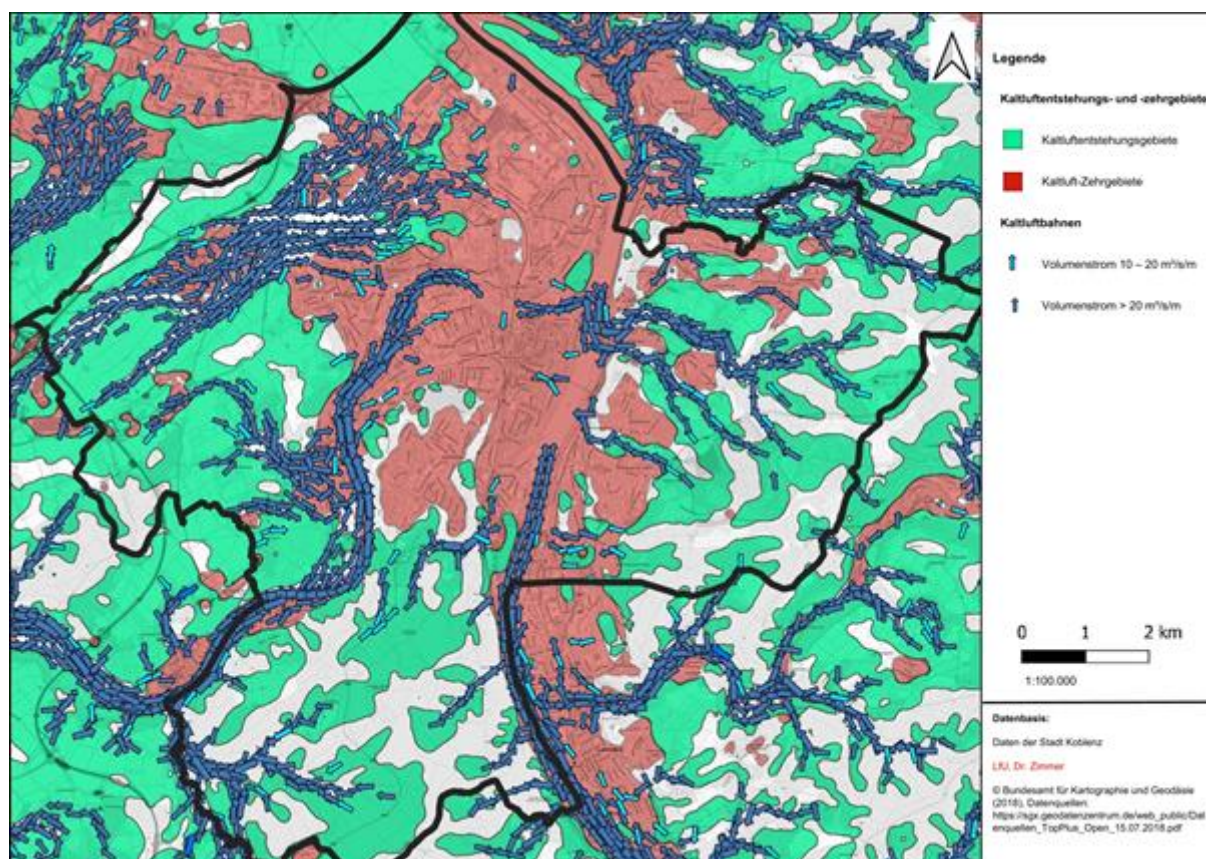 Legende
Kaltluftentstehungs- und -zehrgebiete
Kaltluftentstehungsgebiete
Kaltluft-Zehrgebiete
Kaltluftbahnen
Volumenstrom 10 – 20 m³/s/m
Volumenstrom > 20 m³/s/m
0 1 2 km
1:100.000
Datenbasis:
Daten der Stadt Koblenz
LfU, Dr. Zimmer
© Bundesamt für Kartographie und Geodäsie
(2018), Datenquellen:
https://sgx.geodatenzentrum.de/web_public/Dat
enquellen_TopPlus_Open_15.07.2018.pdf